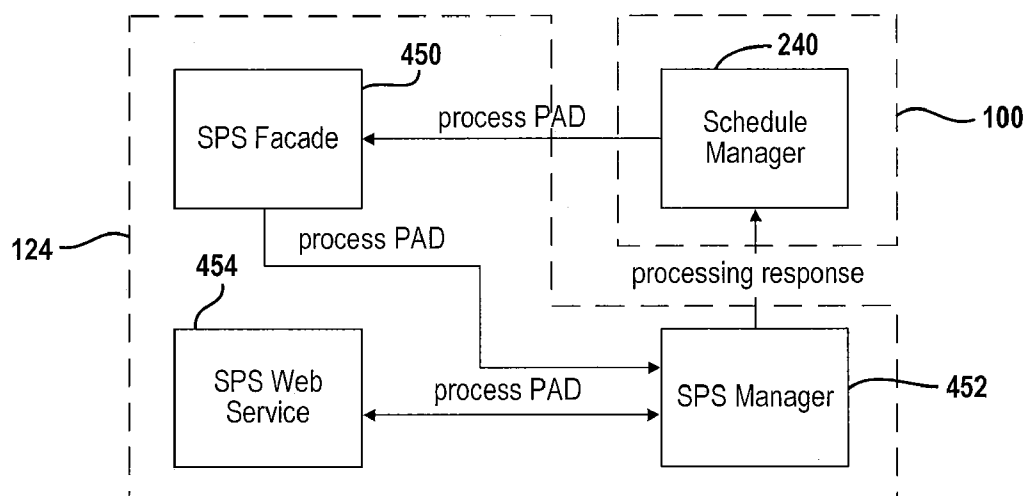 450
240
SPS Facade
process PAD
Schedule
Manager
100
124
process PAD
454
processing response
SPS Web
Service
process PAD
SPS Manager
452